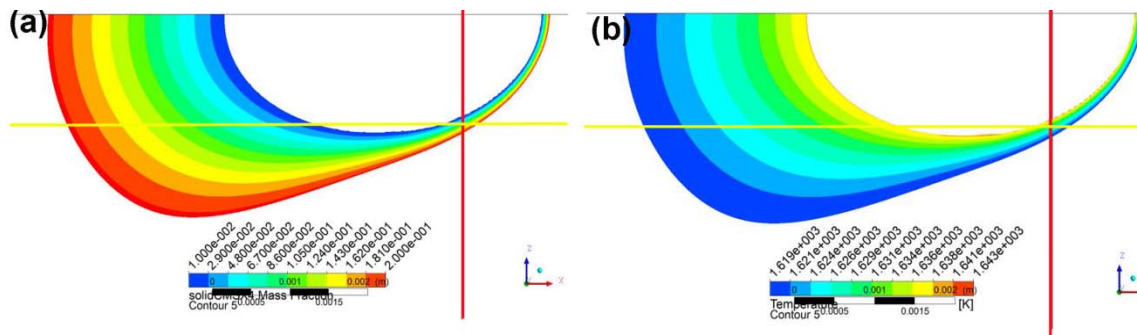 (a)
(b)
1.000e-002
2.900e-002
4.800e-002
6.700e-002
8.600e-002
1.050e-001
1.240e-001
1.430e-001
1.620e-001
1.810e-001
2.000e-001
0 0.001 0.002 (m)
solidCMSX4.Mass Fraction
0.0005 0.0015
Contour 5
Z
X
1.619e+003
1.621e+003
1.624e+003
1.626e+003
1.629e+003
1.631e+003
1.634e+003
1.636e+003
1.638e+003
1.641e+003
1.643e+003
0 0.001 0.002 (m)
Temperature [K]
0.0005 0.0015
Contour 5
Z